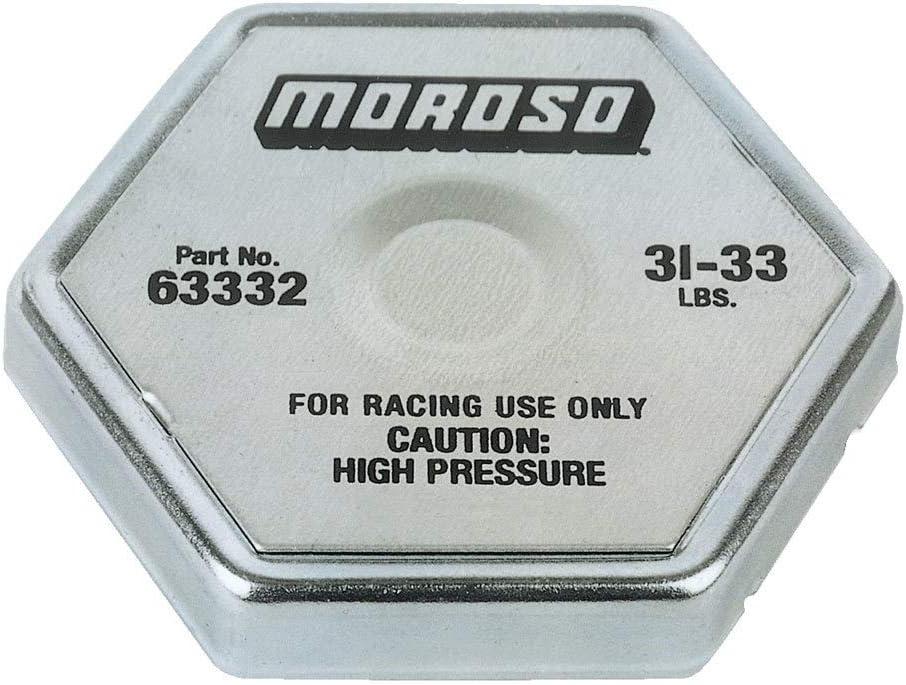 MOROSO
Part No.
63332
31-33
LBS.
FOR RACING USE ONLY
CAUTION:
HIGH PRESSURE